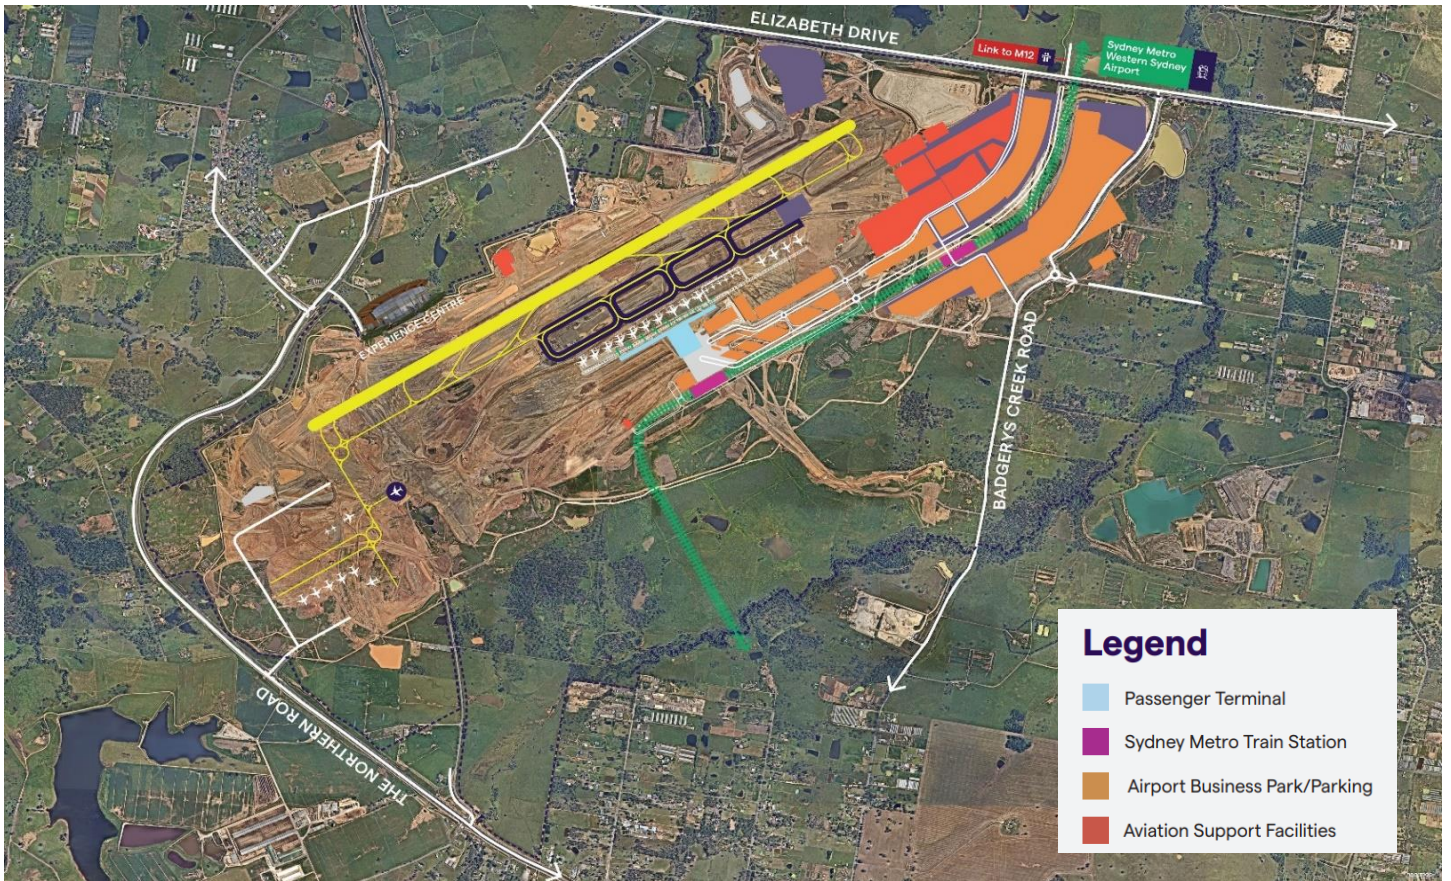 ELIZABETH DRIVE
Link to M12
Sydney Metro
Western Sydney
Airport
EXPERIENCE CENTRE
BADGERYS CREEK ROAD
THE NORTHERN ROAD
Legend
Passenger Terminal
Sydney Metro Train Station
Airport Business Park/Parking
Aviation Support Facilities